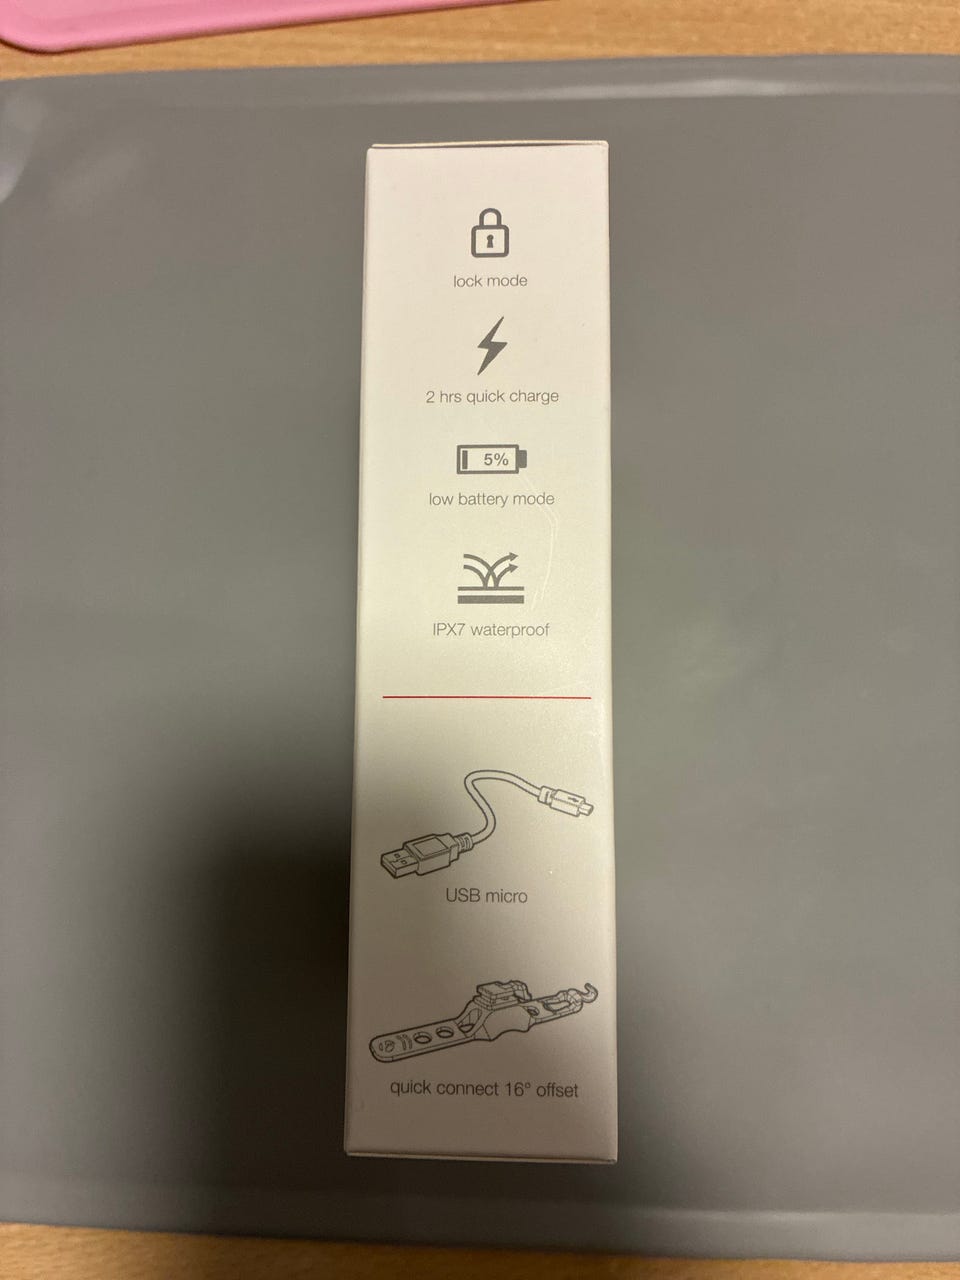 lock mode
2 hrs quick charge
5%
low battery mode
IPX7 waterproof
USB micro
quick connect 16° offset